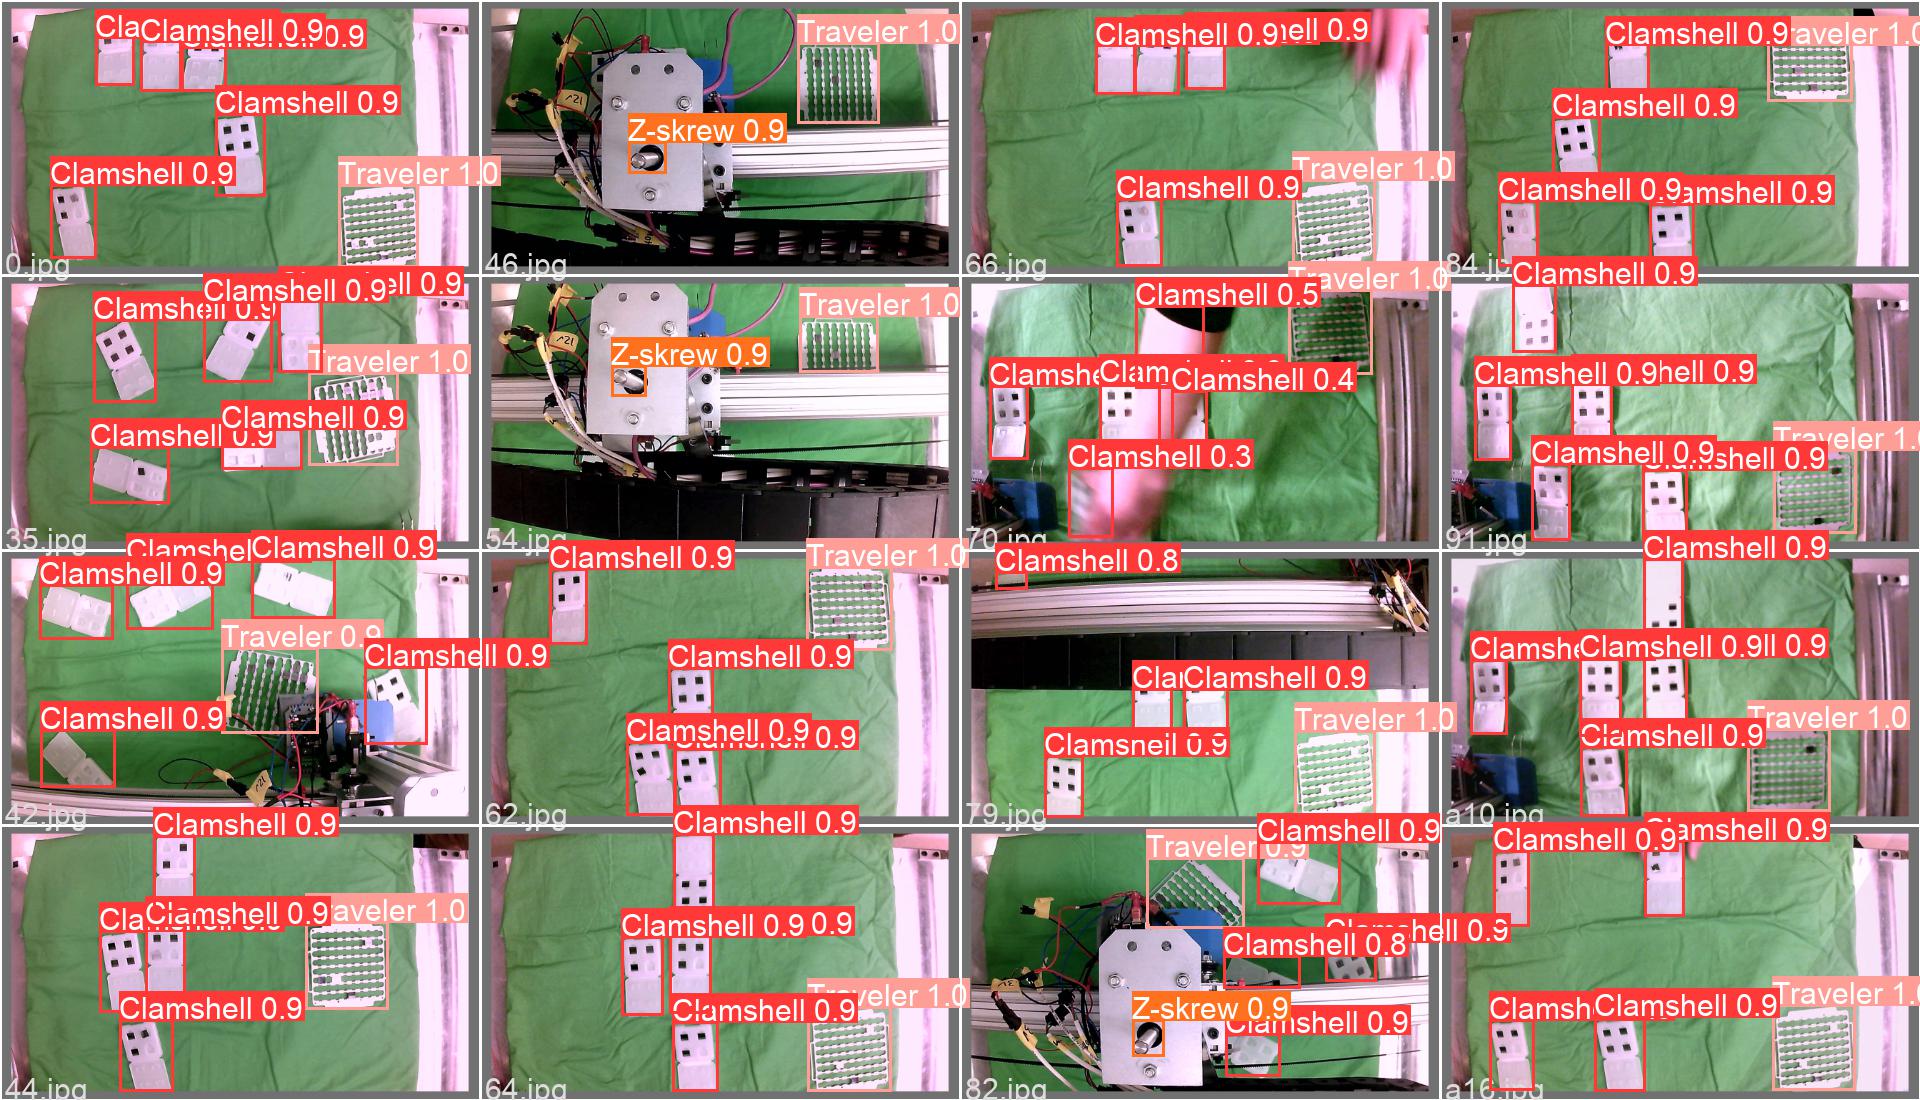 Clamshell 0.9
0.9
Clamshell 0.9
Clamshell 0.9
Traveler 1.0
0.jpg
Traveler 1.0
Z-skrew 0.9
46.jpg
Clamshell 0.9
ell 0.9
Clamshell 0.9
Traveler 1.0
66.jpg
Clamshell 0.9
raveler 1.0
Clamshell 0.9
Clamshell 0.9
amshell 0.9
84.jp
Clamshell 0.9
ell 0.9
Clamshell 0.9
Traveler 1.0
Clamshell 0.9
Clamshell 0.9
35.jpg
Traveler 1.0
Z-skrew 0.9
54.jpg
Traveler 1.0
Clamshell 0.5
Clamshe
Clam
Clamshell 0.4
Clamshell 0.3
70.jpg
Clamshell 0.9
Clamshell 0.9
hell 0.9
Traveler 1.0
Clamshell 0.9
Clamshell 0.9
91.jpg
Clamshel
Clamshell 0.9
Clamshell 0.9
Traveler 0.9
Clamshell 0.9
Clamshell 0.9
42.jpg
Clamshell 0.9
Traveler 1.0
Clamshell 0.9
Clamshell 0.9
Clamshell 0.9
62.jpg
Clamshell 0.8
Cla
Clamshell 0.9
Traveler 1.0
Clamshell 0.9
79.jpg
Clamshell 0.9
Clamshe
Clamshell 0.9
ll 0.9
Traveler 1.0
Clamshell 0.9
a10.jpg
Clamshell 0.9
Cla
Clamshell 0.9
aveler 1.0
Clamshell 0.9
44.jpg
Clamshell 0.9
Clamshell 0.9
0.9
Traveler 1.0
Clamshell 0.9
64.jpg
Traveler 0.9
Clamshell 0.9
Clamshell 0.9
Clamshell 0.8
Z-skrew 0.9
Clamshell 0.9
82.jpg
Clamshell 0.9
Clamshell 0.9
Traveler 1.0
Clamsh
Clamshell 0.9
a16.jpg